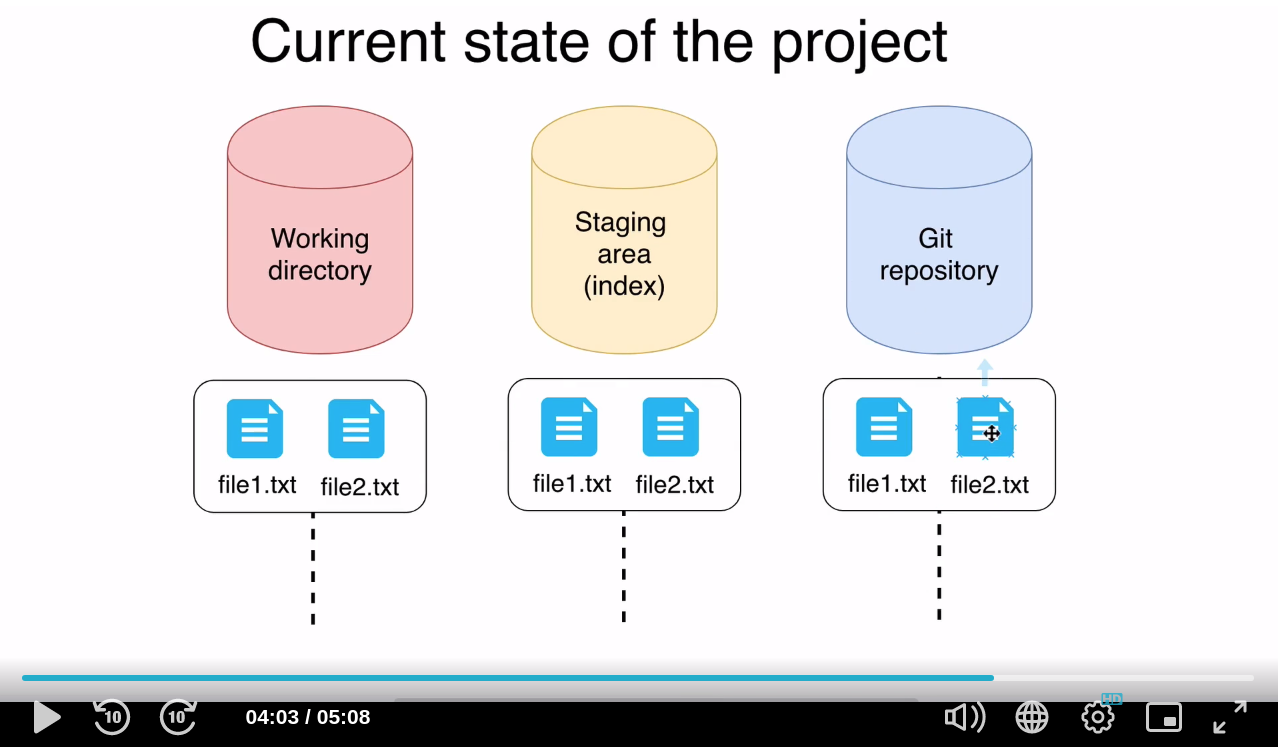 Current state of the project
Working
directory
Staging
area
(index)
Git
repository
file1.txt file2.txt
file1.txt file2.txt
file1.txt file2.txt
10
10
04:03 / 05:08
HD